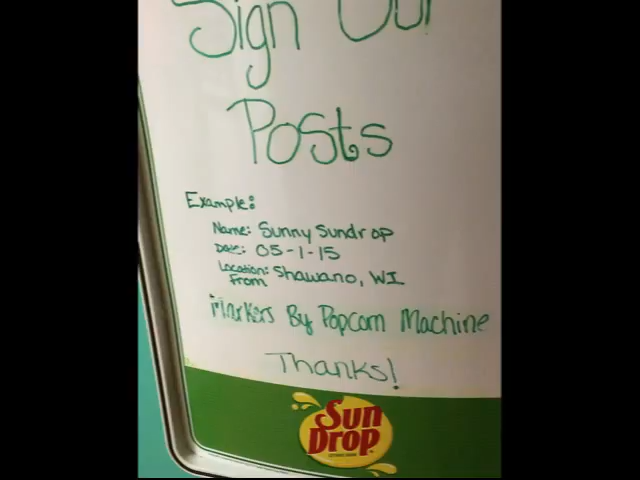 Sign Our
Posts
Example:
Name: Sunny Sundrop
Date: 05-1-15
Location: Shawano, WI
From
Markers By Popcorn Machine
Thanks!
Sun
Drop